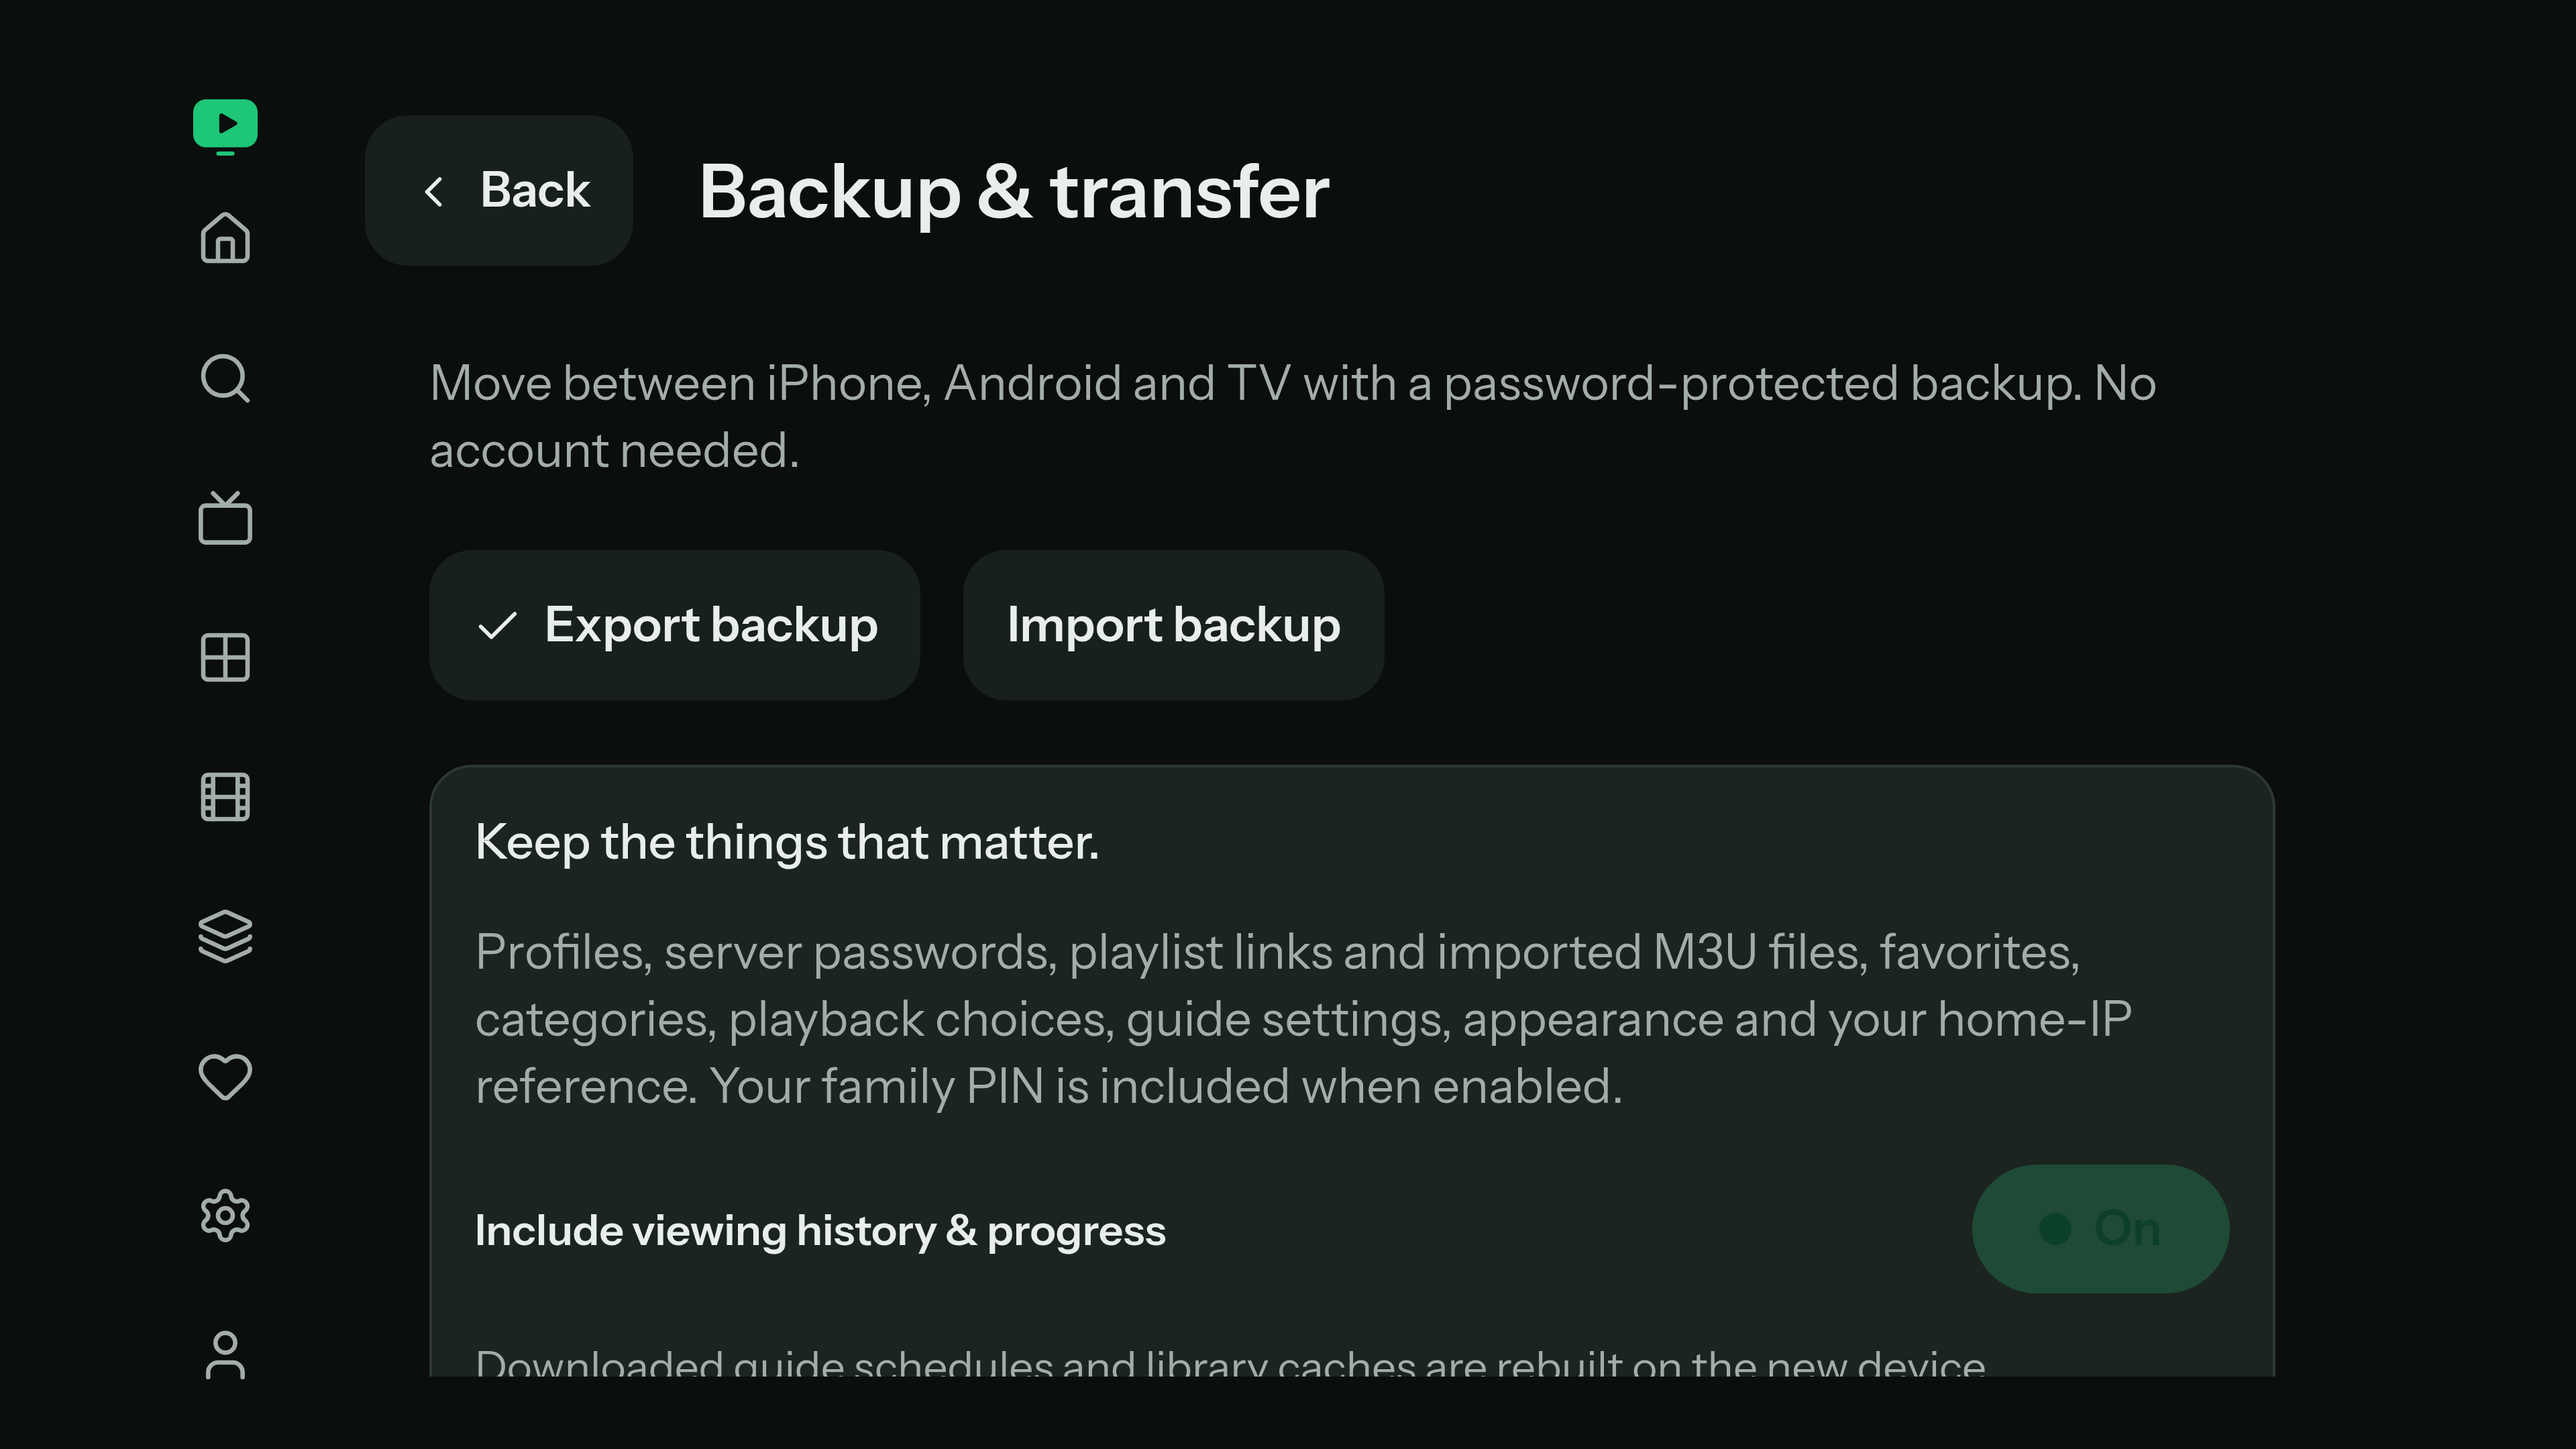 Back
Backup & transfer
Move between iPhone, Android and TV with a password-protected backup. No
account needed.
Export backup
Import backup
Keep the things that matter.
Profiles, server passwords, playlist links and imported M3U files, favorites,
categories, playback choices, guide settings, appearance and your home-IP
reference. Your family PIN is included when enabled.
Include viewing history & progress
On
Downloaded guide schedules and library caches are rebuilt on the new device